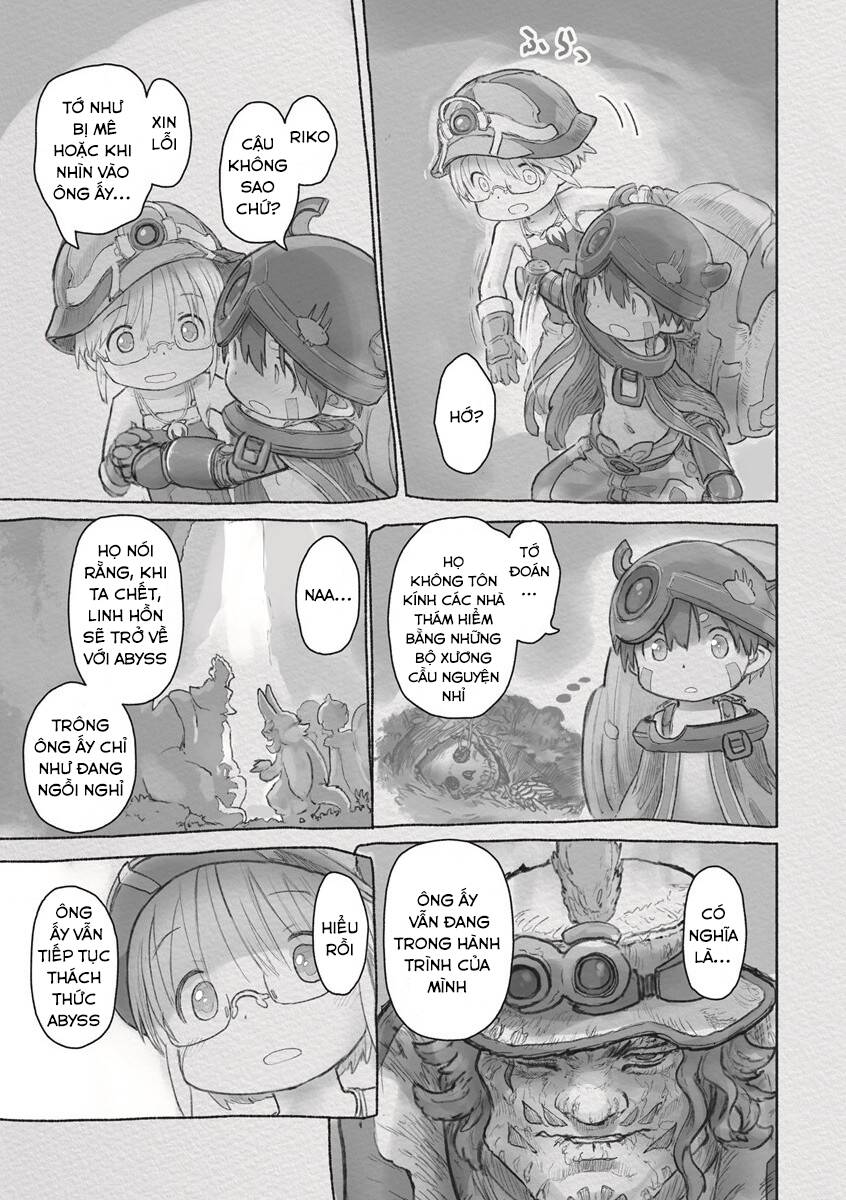 ふらっ
HỚ?
RIKO
CẬU
KHÔNG
SAO
CHỨ?
XIN
LỖI
TỚ NHƯ
BỊ MÊ
HOẶC KHI
NHÌN VÀO
ÔNG ẤY...
TỚ
ĐOÁN
...
HỌ
KHÔNG TÔN
KÍNH CÁC NHÀ
THÁM HIỂM
BẰNG NHỮNG
BỘ XƯƠNG
CẦU NGUYỆN
NHỈ
NAA...
HỌ NÓI
RẰNG, KHI
TA CHẾT,
LINH HỒN
SẼ TRỞ VỀ
VỚI ABYSS
TRÔNG
ÔNG ẤY CHỈ
NHƯ ĐANG
NGỒI NGHỈ
CÓ
NGHĨA
LÀ...
ÔNG ẤY
VẪN ĐANG
TRONG HÀNH
TRÌNH CỦA
MÌNH
HIỂU
RỒI
ÔNG
ẤY VẪN
TIẾP TỤC
THÁCH
THỨC
ABYSS